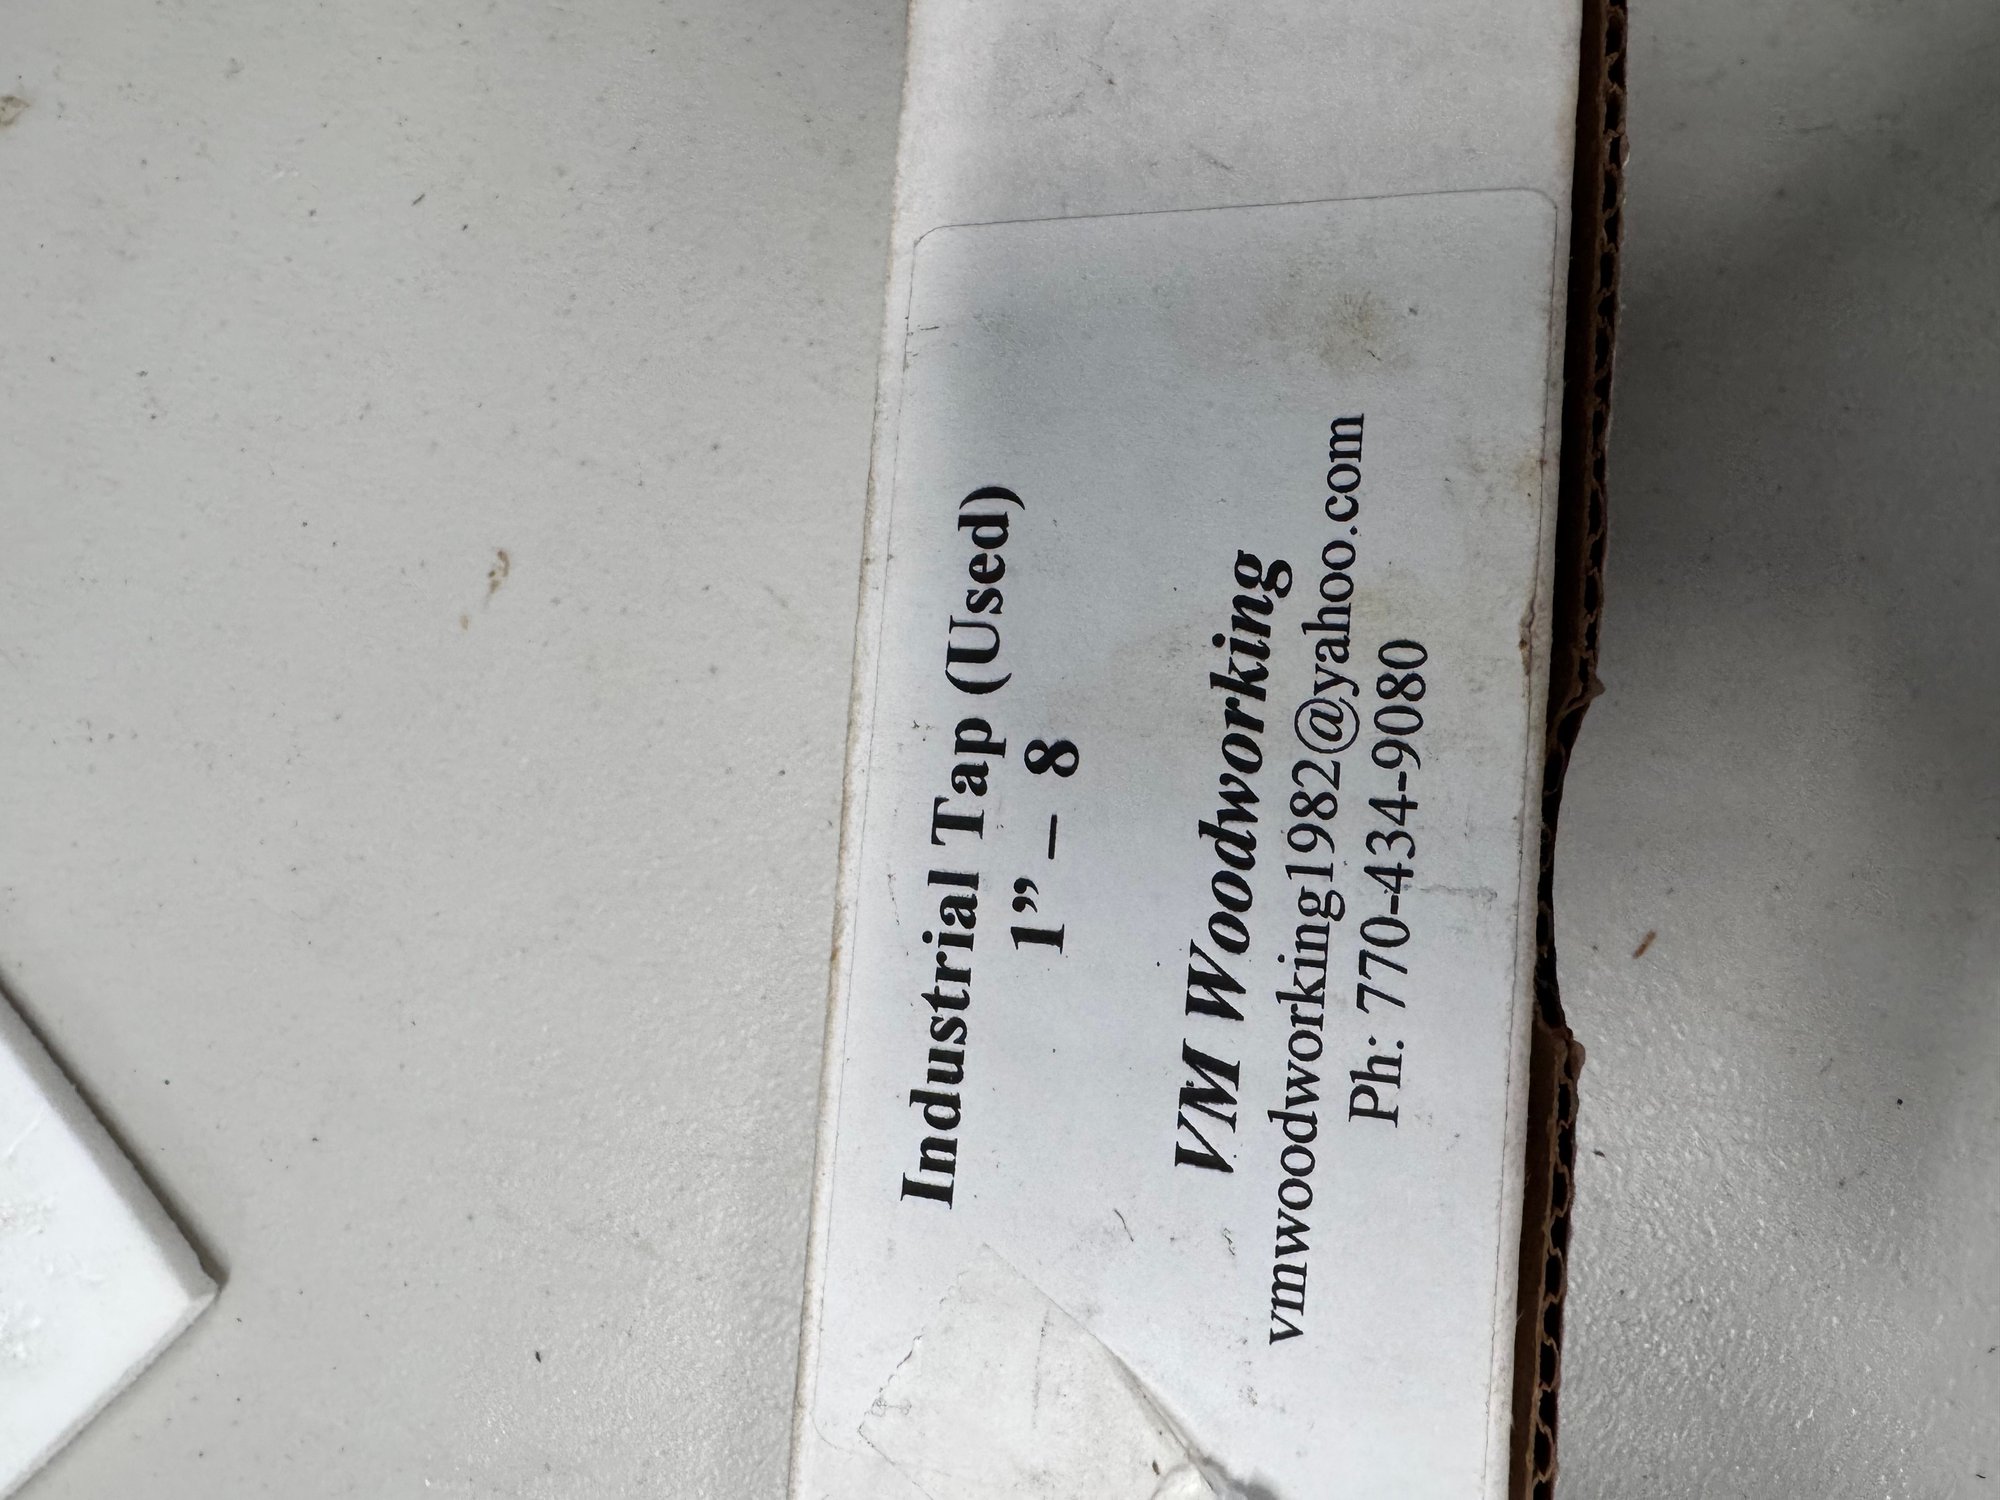 Industrial Tap (Used)
1” – 8
VM Woodworking
vmwoodworking1982@yahoo.com
Ph: 770-434-9080